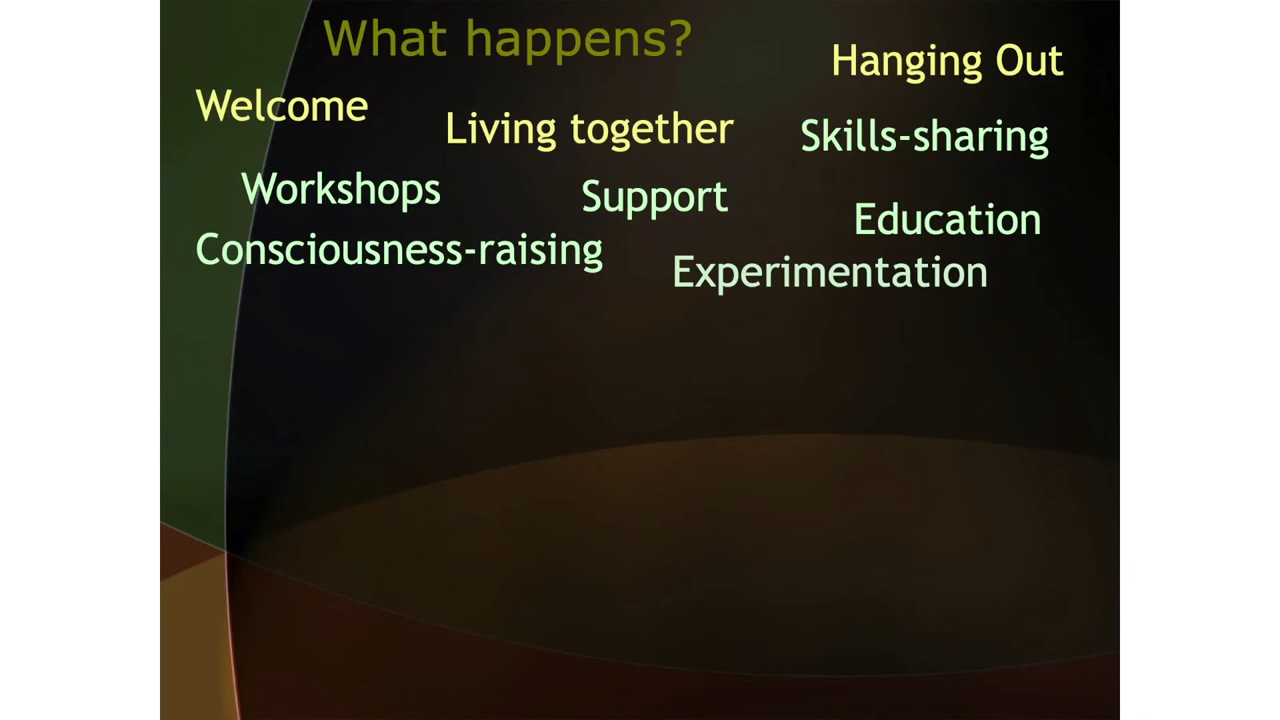 What happens?
Hanging Out
Welcome
Living together
Skills-sharing
Workshops
Support
Education
Consciousness-raising
Experimentation